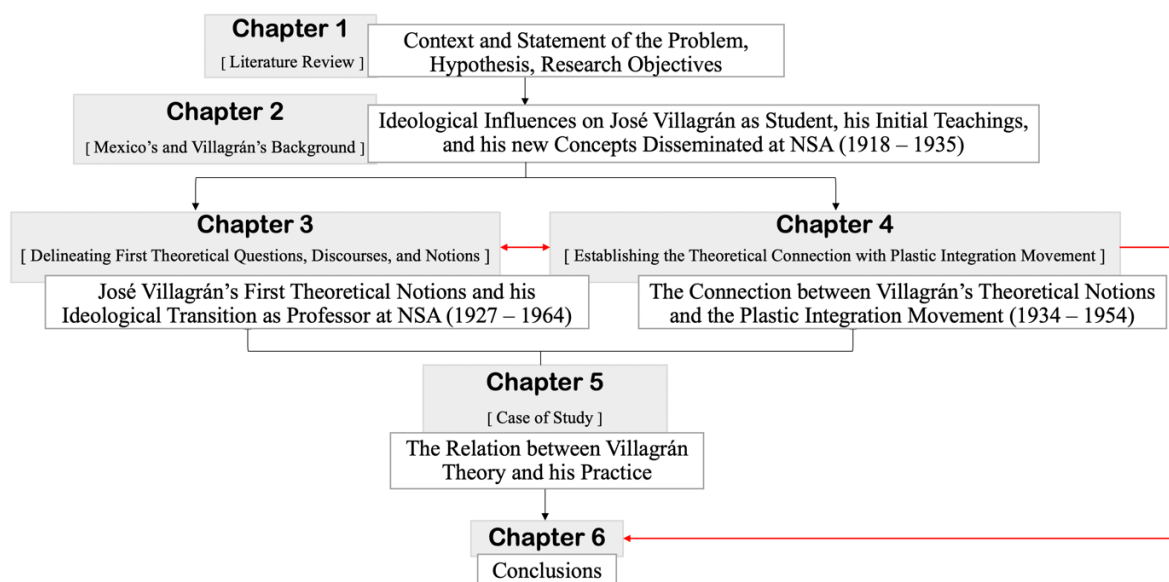 Chapter 1
[ Literature Review ]
Context and Statement of the Problem,
Hypothesis, Research Objectives
Chapter 2
[ Mexico's and Villagrán's Background ]
Ideological Influences on José Villagrán as Student, his Initial Teachings,
and his new Concepts Disseminated at NSA (1918 – 1935)
Chapter 3
[ Delineating First Theoretical Questions, Discourses, and Notions ]
José Villagrán's First Theoretical Notions and his
Ideological Transition as Professor at NSA (1927 – 1964)
Chapter 4
[ Establishing the Theoretical Connection with Plastic Integration Movement ]
The Connection between Villagrán's Theoretical Notions
and the Plastic Integration Movement (1934 – 1954)
Chapter 5
[ Case of Study ]
The Relation between Villagrán
Theory and his Practice
Chapter 6
Conclusions